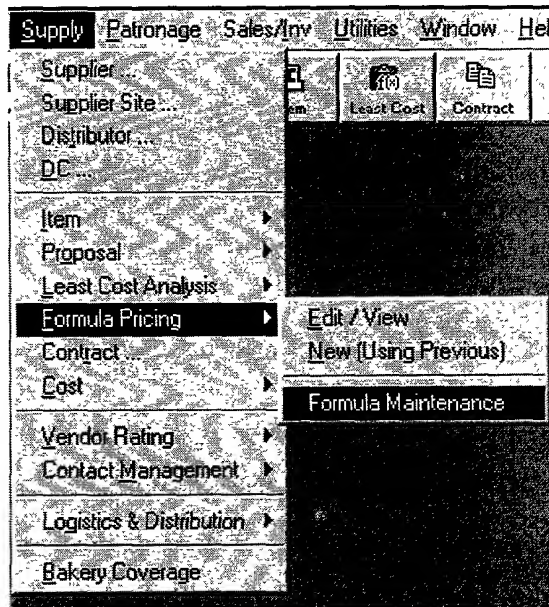 Supply Patronage Sales/Inv Utilities Window Hel
Supplier ...
Supplier Site ...
Distributor ...
DC ...
em Least Cost Contract
f(x)
Item
Proposal
Least Cost Analysis
Formula Pricing
Contract ...
Cost
Edit / View
New (Using Previous)
Formula Maintenance
Vendor Rating
Contact Management
Logistics & Distribution
Bakery Coverage